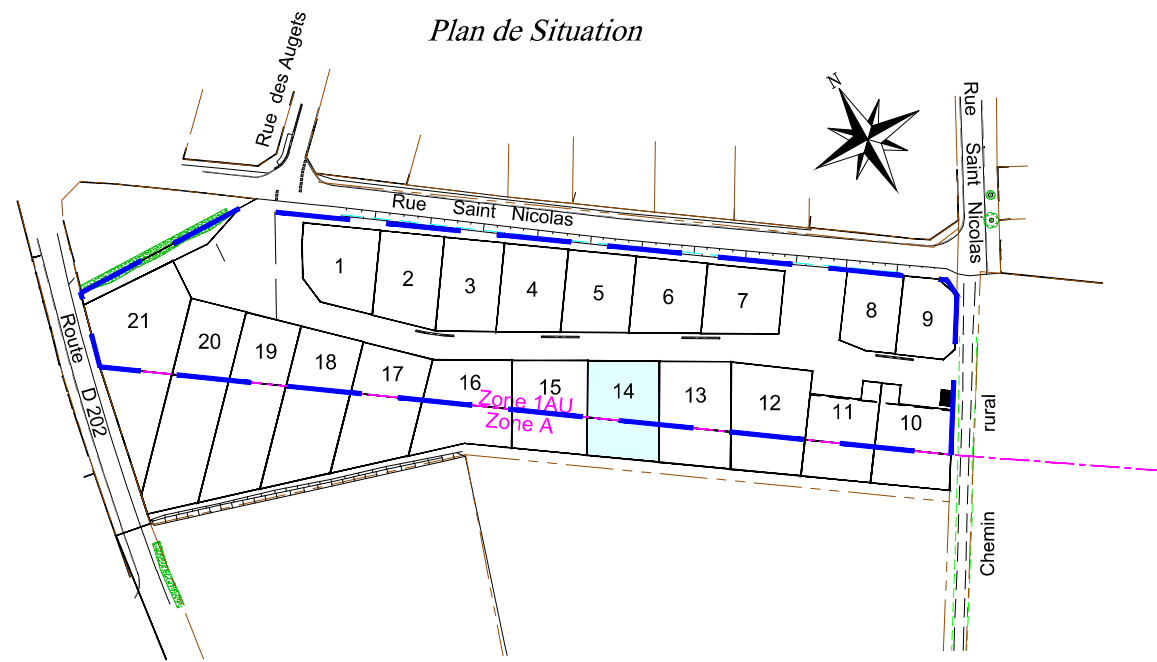 Plan de Situation
Rue des Augets
N
Rue Saint Nicolas
Rue Saint Nicolas
1
2
3
4
5
6
7
8
9
21
20
19
18
17
16
15
14
13
12
11
10
Zone 1AU
Zone A
Route D 202
Chemin rural